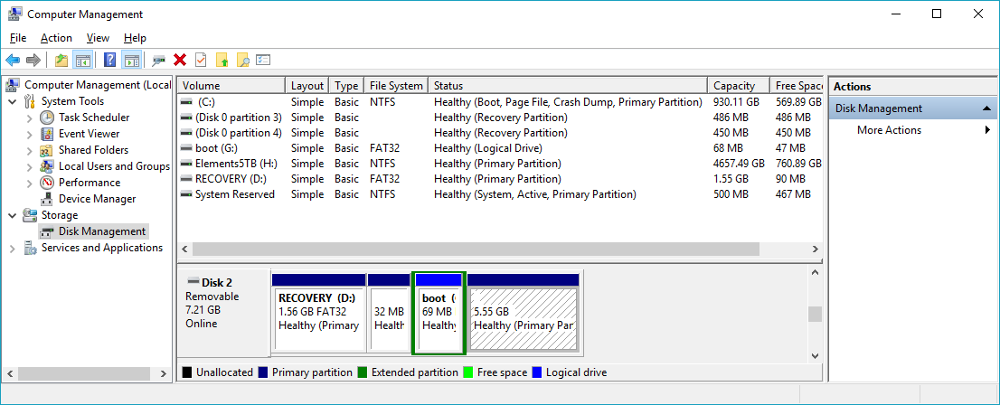 Computer Management
File Action View Help
Computer Management (Local
System Tools
Task Scheduler
Event Viewer
Shared Folders
Local Users and Groups
Performance
Device Manager
Storage
Disk Management
Services and Applications
Volume Layout Type File System Status Capacity Free Space
(C:) Simple Basic NTFS Healthy (Boot, Page File, Crash Dump, Primary Partition) 930.11 GB 569.89 GB
(Disk 0 partition 3) Simple Basic Healthy (Recovery Partition) 486 MB 486 MB
(Disk 0 partition 4) Simple Basic Healthy (Recovery Partition) 450 MB 450 MB
boot (G:) Simple Basic FAT32 Healthy (Logical Drive) 68 MB 47 MB
Elements5TB (H:) Simple Basic NTFS Healthy (Primary Partition) 4657.49 GB 760.89 GB
RECOVERY (D:) Simple Basic FAT32 Healthy (Primary Partition) 1.55 GB 90 MB
System Reserved Simple Basic NTFS Healthy (System, Active, Primary Partition) 500 MB 467 MB
Disk 2
Removable
7.21 GB
Online
RECOVERY (D:)
1.56 GB FAT32
Healthy (Primary
32 MB
Health
boot (
69 MB
Healthy
5.55 GB
Healthy (Primary Par
Unallocated Primary partition Extended partition Free space Logical drive
Actions
Disk Management
More Actions